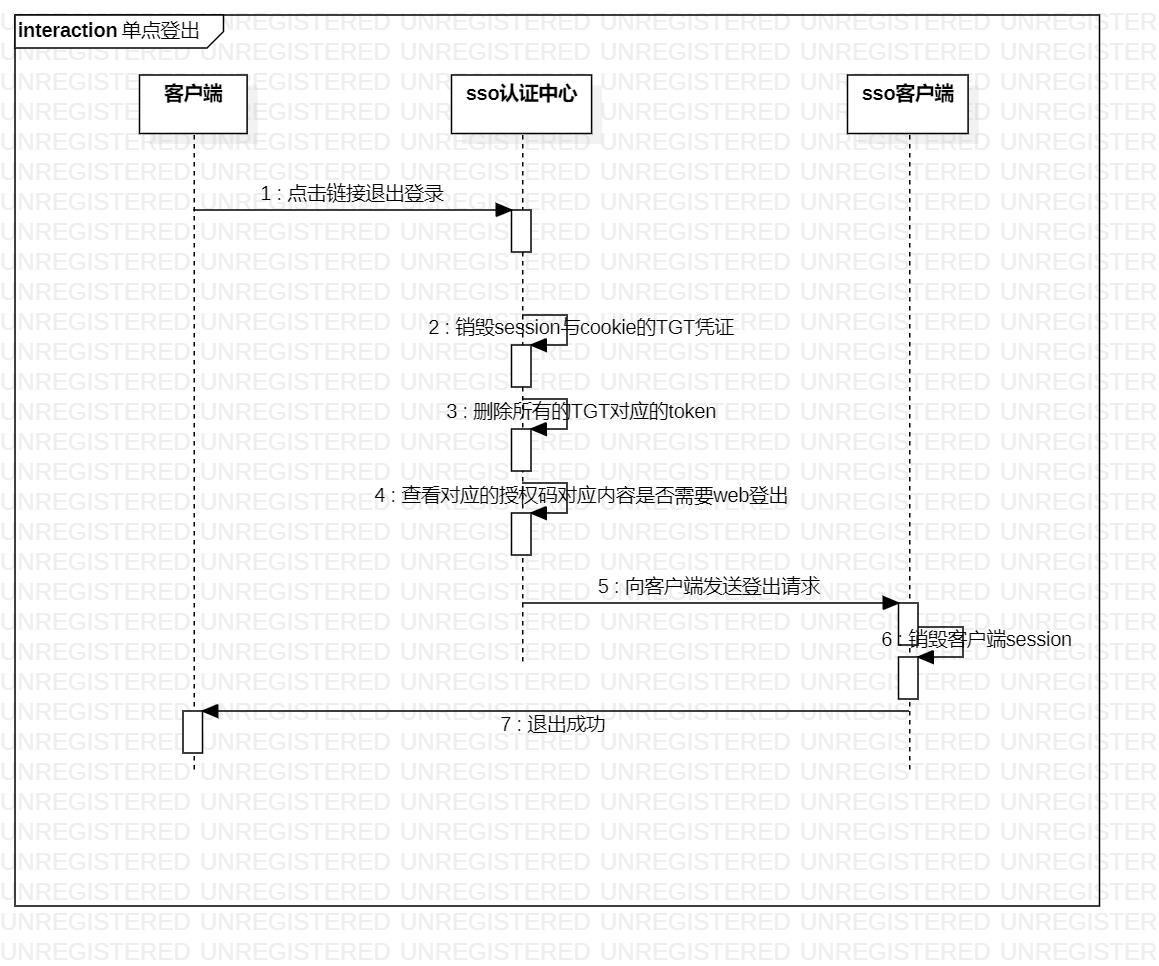 interaction 单点登出
客户端
sso认证中心
sso客户端
1 : 点击链接退出登录
2 : 销毁session与cookie的TGT凭证
3 : 删除所有的TGT对应的token
4 : 查看对应的授权码对应内容是否需要web登出
5 : 向客户端发送登出请求
6 : 销毁客户端session
7 : 退出成功
UNREGISTERED